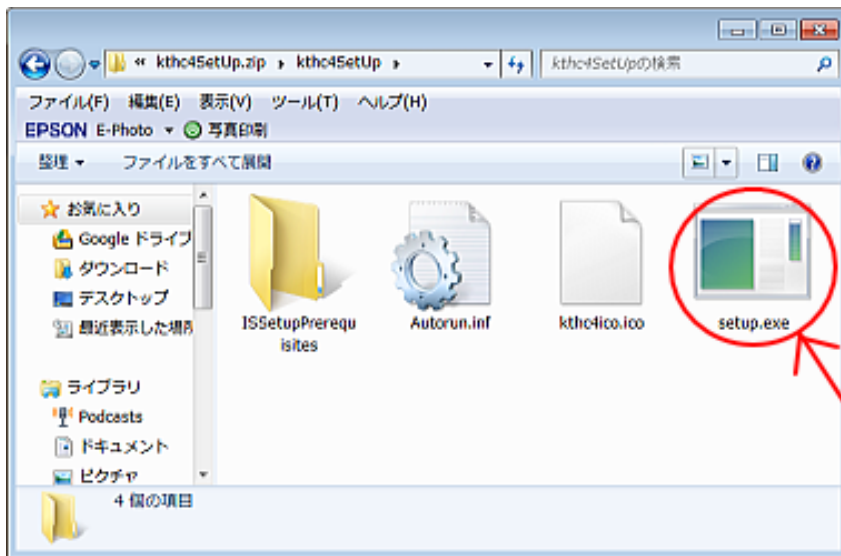 « kthc4SetUp.zip ▸ kthc4SetUp ▸
kthc4SetUpの検索
ファイル(F) 編集(E) 表示(V) ツール(T) ヘルプ(H)
EPSON E-Photo 写真印刷
整理 ファイルをすべて展開
お気に入り
Google ドライブ
ダウンロード
デスクトップ
最近表示した場所
ライブラリ
Podcasts
ドキュメント
ピクチャ
ISSetupPrerequ
isites
Autorun.inf
kthc4ico.ico
setup.exe
4 個の項目